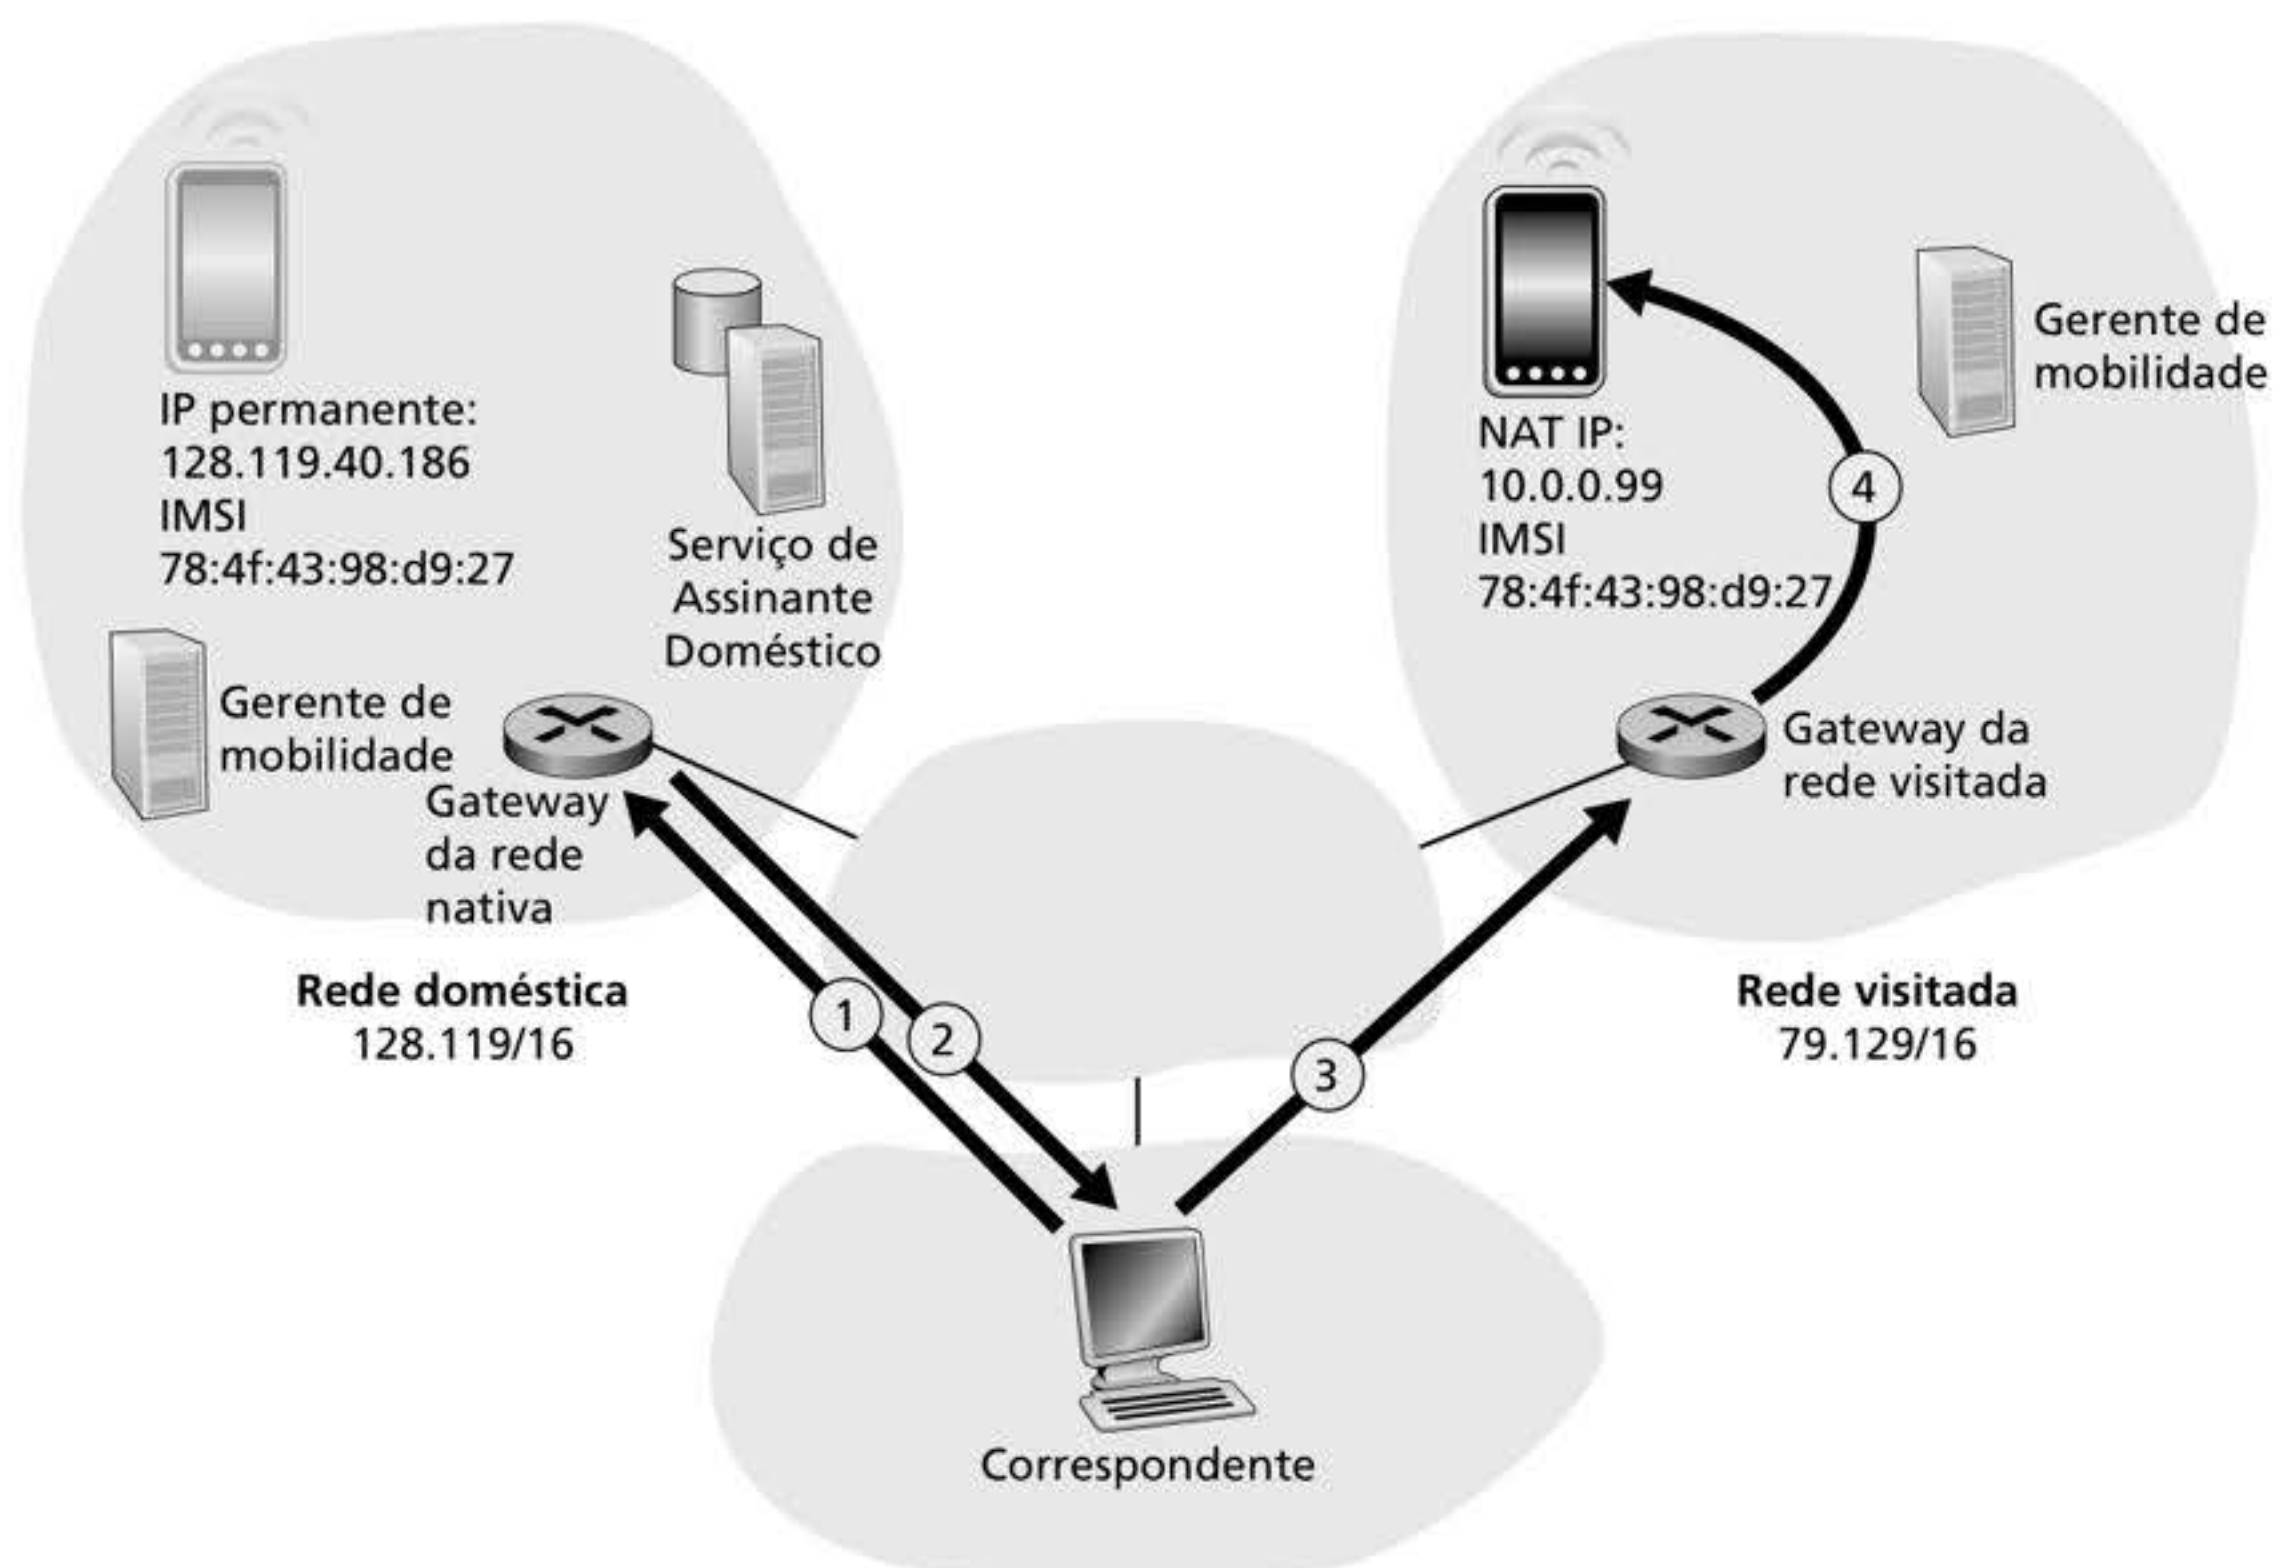 IP permanente:
128.119.40.186
IMSI
78:4f:43:98:d9:27
Serviço de
Assinante
Doméstico
Gerente de
mobilidade
Gateway
da rede
nativa
Rede doméstica
128.119/16
NAT IP:
10.0.0.99
IMSI
78:4f:43:98:d9:27
Gerente de
mobilidade
4
Gateway da
rede visitada
Rede visitada
79.129/16
1
2
3
Correspondente